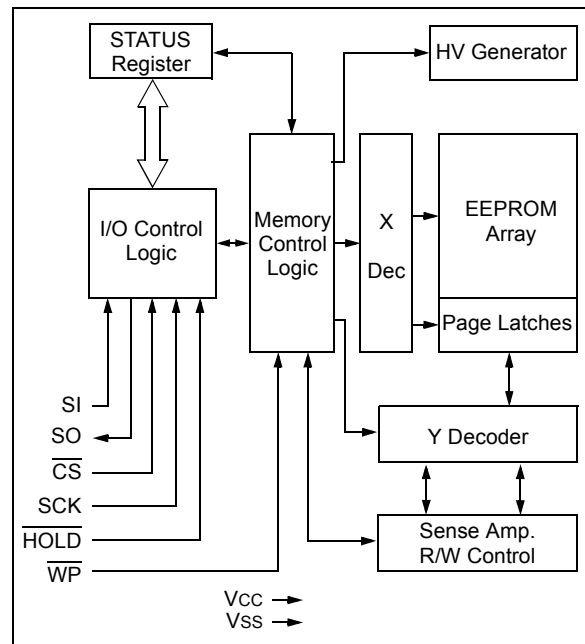 STATUS
Register
HV Generator
I/O Control
Logic
Memory
Control
Logic
X
Dec
EEPROM
Array
Page Latches
Y Decoder
Sense Amp.
R/W Control
SI
SO
CS
SCK
HOLD
WP
VCC
VSS